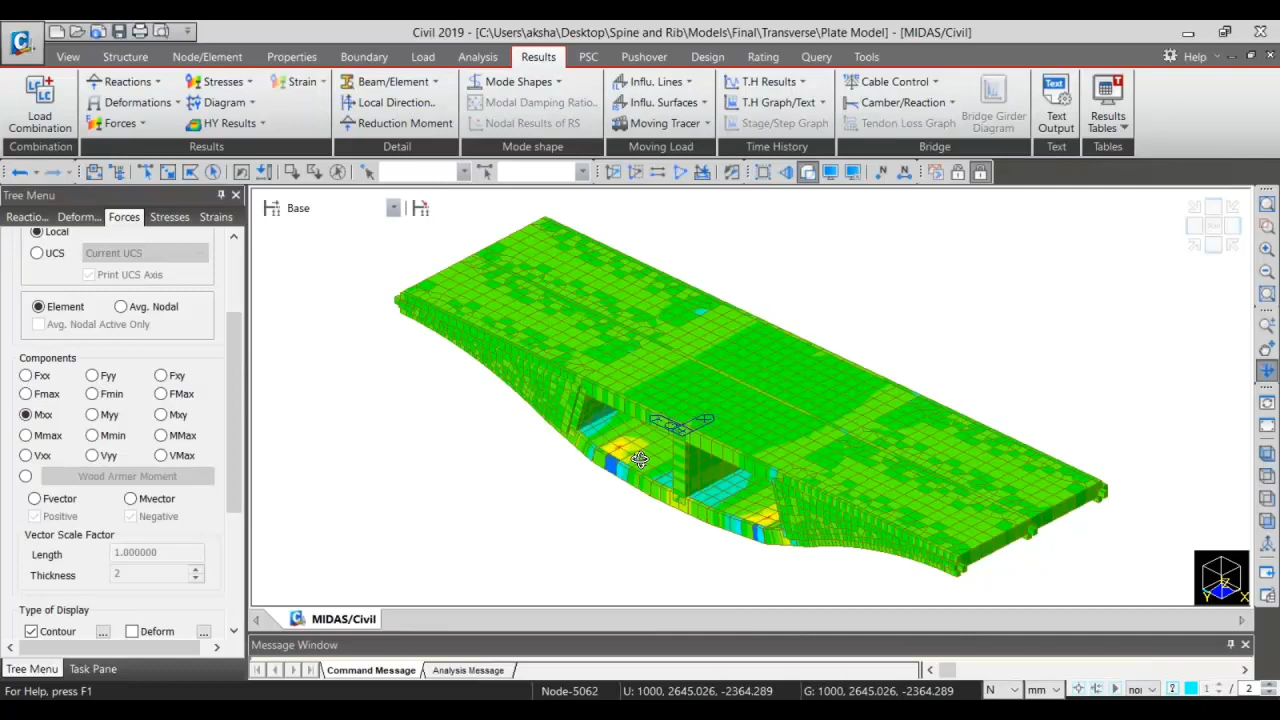 Civil 2019 - [C:\Users\aksha\Desktop\Spine and Rib\Models\Final\Transverse\Plate Model] - [MIDAS/Civil]
View Structure Node/Element Properties Boundary Load Analysis Results PSC Pushover Design Rating Query Tools Help
Load Combination
Reactions Stresses Strain
Deformations Diagram
Forces HY Results
Beam/Element
Local Direction..
Reduction Moment
Mode Shapes
Modal Damping Ratio..
Nodal Results of RS
Influ. Lines
Influ. Surfaces
Moving Tracer
T.H Results
T.H Graph/Text
Stage/Step Graph
Cable Control
Camber/Reaction
Tendon Loss Graph
Bridge Girder Diagram
Text Output
Results Tables
Combination Results Detail Mode shape Moving Load Time History Bridge Text Tables
Tree Menu
Reactio... Deform... Forces Stresses Strains
Base
Local
UCS Current UCS
Print UCS Axis
Element Avg. Nodal
Avg. Nodal Active Only
Components
Fxx Fyy Fxy
Fmax Fmin FMax
Mxx Myy Mxy
Mmax Mmin MMax
Vxx Vyy VMax
Wood Armer Moment
Fvector Mvector
Positive Negative
Vector Scale Factor
Length 1.000000
Thickness 2
Type of Display
Contour ... Deform ...
Z
Y X
MIDAS/Civil
Message Window
Command Message Analysis Message
Tree Menu Task Pane
For Help, press F1 Node-5062 U: 1000, 2645.026, -2364.289 G: 1000, 2645.026, -2364.289 N mm nor 1 / 2